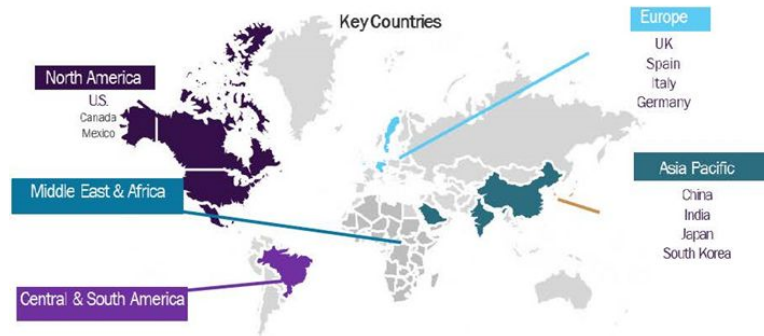 Key Countries
North America
U.S.
Canada
Mexico
Middle East & Africa
Central & South America
Europe
UK
Spain
Italy
Germany
Asia Pacific
China
India
Japan
South Korea